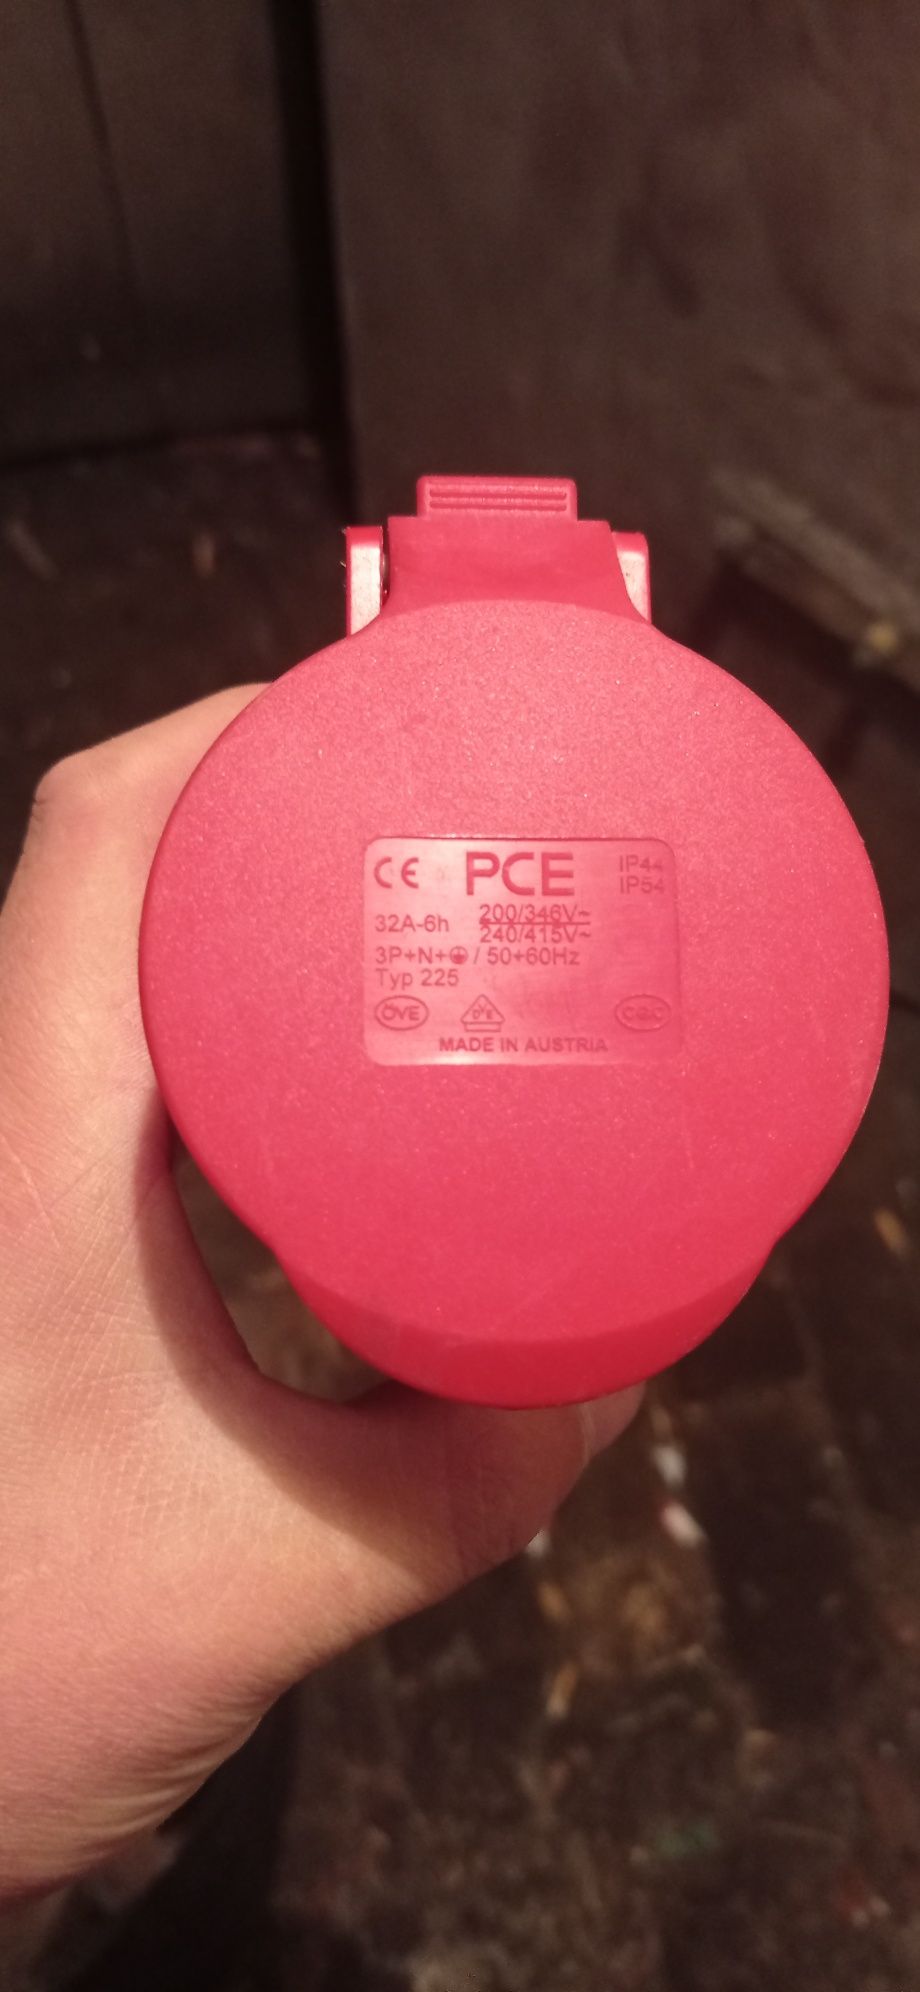 CE PCE IP44
IP54
32A-6h 200/346V~
240/415V~
3P+N+⏚ / 50+60Hz
Typ 225
ÖVE DVE
MADE IN AUSTRIA